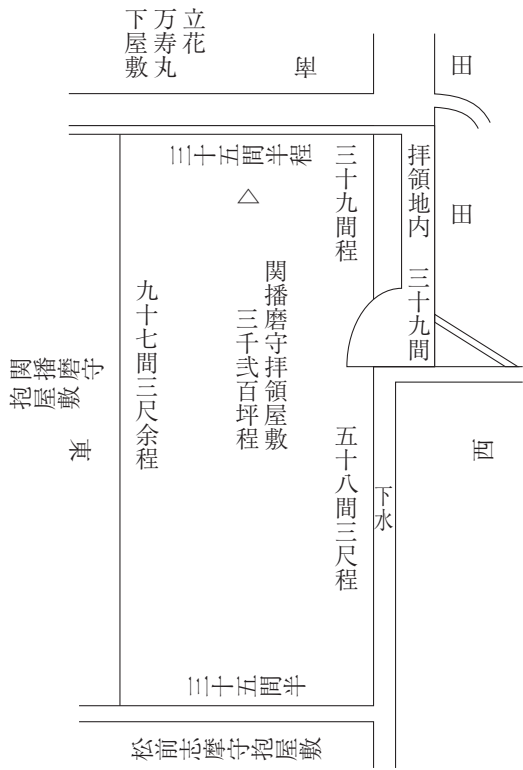 田
田
西
拝領地内　三十九間
下水
三十九間程
五十八間三尺程
南
関播磨守拝領屋敷
三千弐百坪程
三十五間半程
三十五間半
九十七間三尺余程
立花
万寿丸
下屋敷
東
関播磨守
抱屋敷
松前志摩守抱屋敷